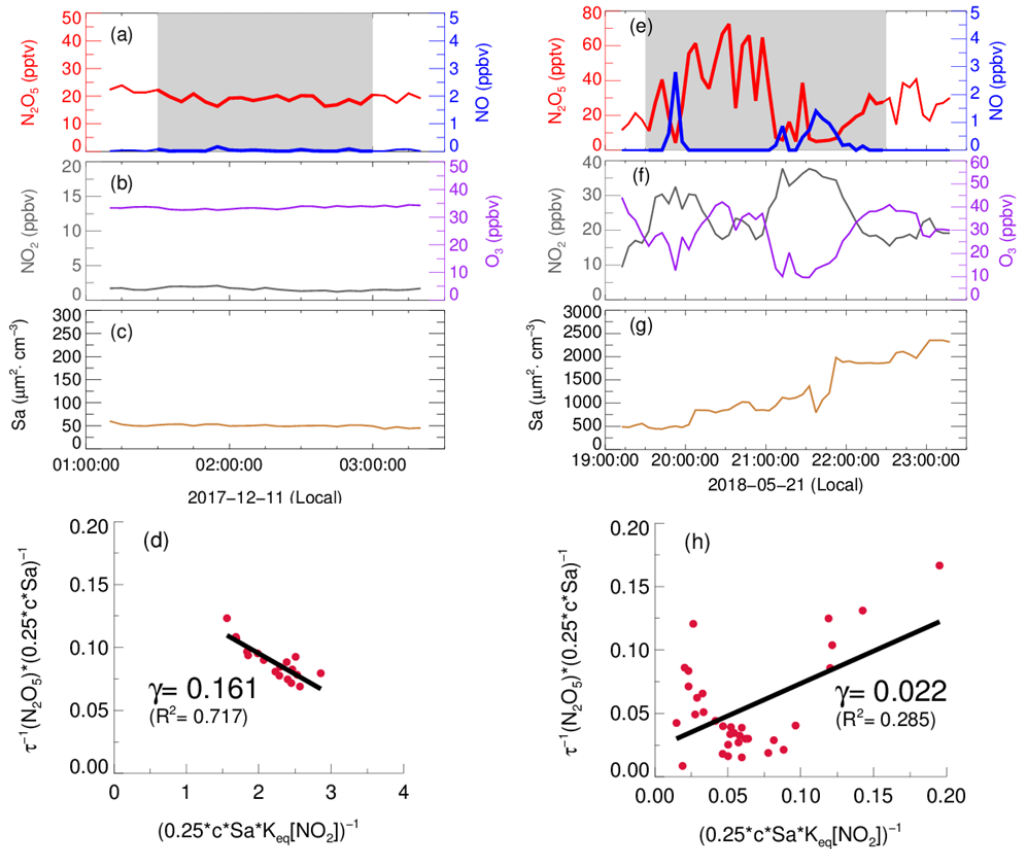 (a)
N₂O₅ (pptv)
50
40
30
20
10
0
5
4
3
2
1
0
NO (ppbv)
(b)
NO₂ (ppbv)
20
15
10
5
0
60
50
40
30
20
10
0
O₃ (ppbv)
(c)
Sa (μm²· cm⁻³)
300
250
200
150
100
50
0
01:00:00 02:00:00 03:00:00
2017−12−11 (Local)
(d)
τ⁻¹(N₂O₅)*(0.25*c*Sa)⁻¹
0.20
0.15
0.10
0.05
0.00
γ= 0.161
(R²= 0.717)
0 1 2 3 4
(0.25*c*Sa*Keq[NO₂])⁻¹
(e)
N₂O₅ (pptv)
80
60
40
20
0
5
4
3
2
1
0
NO (ppbv)
(f)
NO₂ (ppbv)
40
30
20
10
0
60
50
40
30
20
10
0
O₃ (ppbv)
(g)
Sa (μm²· cm⁻³)
3000
2500
2000
1500
1000
500
0
19:00:00 20:00:00 21:00:00 22:00:00 23:00:00
2018−05−21 (Local)
(h)
τ⁻¹(N₂O₅)*(0.25*c*Sa)⁻¹
0.20
0.15
0.10
0.05
0.00
γ= 0.022
(R²= 0.285)
0.00 0.05 0.10 0.15 0.20
(0.25*c*Sa*Keq[NO₂])⁻¹